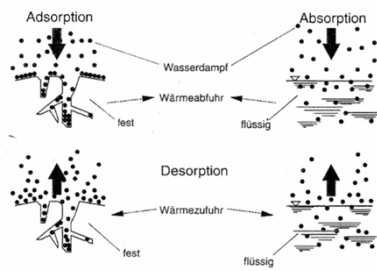 Adsorption
Absorption
Wasserdampf
Wärmeabfuhr
fest
flüssig
Desorption
Wärmezufuhr
fest
flüssig